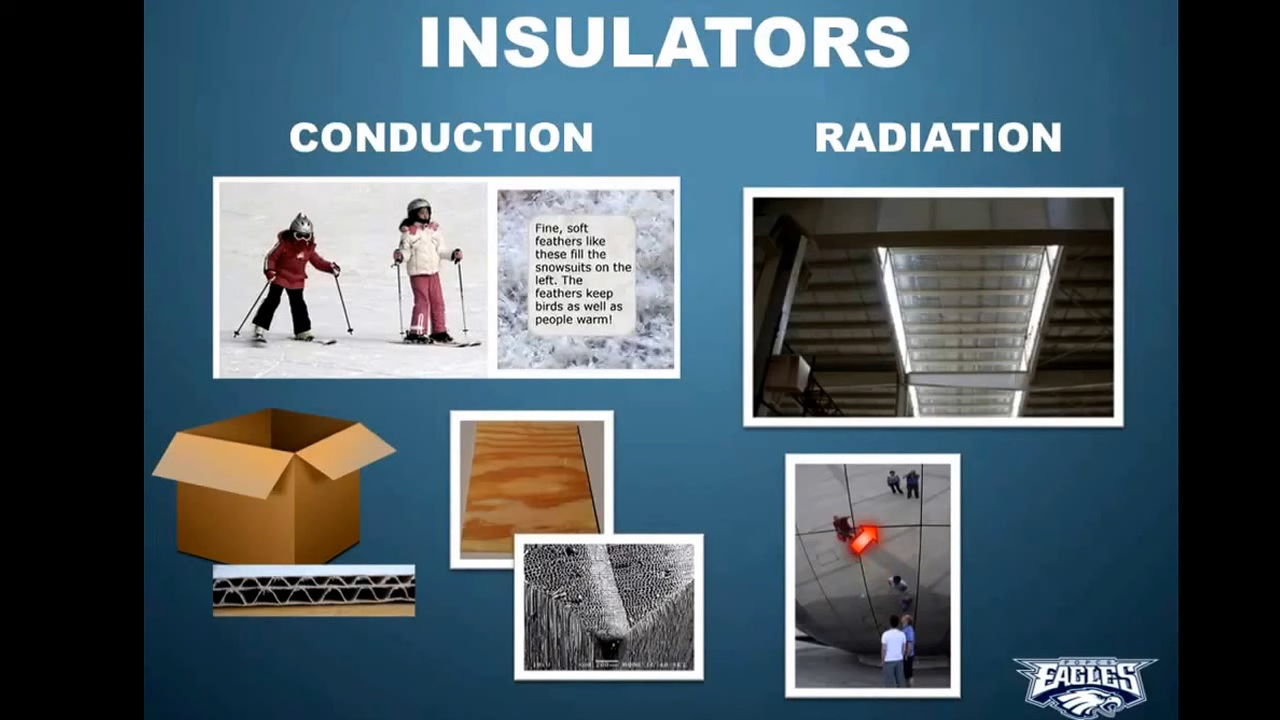 INSULATORS
CONDUCTION
RADIATION
Fine, soft
feathers like
these fill the
snowsuits on the
left. The
feathers keep
birds as well as
people warm!
EAGLES